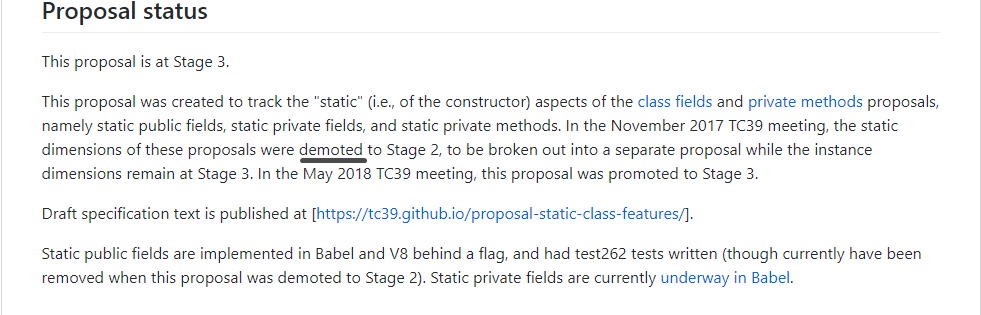 Proposal status
This proposal is at Stage 3.
This proposal was created to track the "static" (i.e., of the constructor) aspects of the class fields and private methods proposals,
namely static public fields, static private fields, and static private methods. In the November 2017 TC39 meeting, the static
dimensions of these proposals were demoted to Stage 2, to be broken out into a separate proposal while the instance
dimensions remain at Stage 3. In the May 2018 TC39 meeting, this proposal was promoted to Stage 3.
Draft specification text is published at [https://tc39.github.io/proposal-static-class-features/].
Static public fields are implemented in Babel and V8 behind a flag, and had test262 tests written (though currently have been
removed when this proposal was demoted to Stage 2). Static private fields are currently underway in Babel.